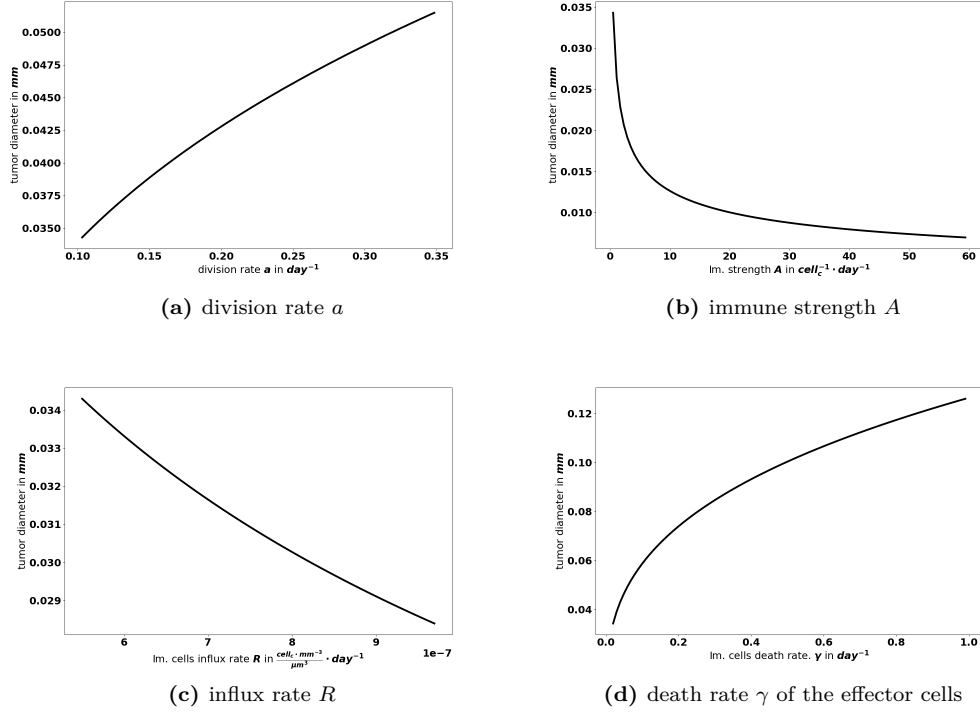 0.0500
0.0475
0.0450
0.0425
0.0400
0.0375
0.0350
tumor diameter in mm
0.10 0.15 0.20 0.25 0.30 0.35
division rate a in day⁻¹
(a) division rate a
0.035
0.030
0.025
0.020
0.015
0.010
tumor diameter in mm
0 10 20 30 40 50 60
Im. strength A in cell_c⁻¹ · day⁻¹
(b) immune strength A
0.034
0.033
0.032
0.031
0.030
0.029
tumor diameter in mm
6 7 8 9
1e−7
Im. cells influx rate R in cell_c · mm⁻³ / μm³ · day⁻¹
(c) influx rate R
0.12
0.10
0.08
0.06
0.04
tumor diameter in mm
0.0 0.2 0.4 0.6 0.8 1.0
Im. cells death rate. γ in day⁻¹
(d) death rate γ of the effector cells